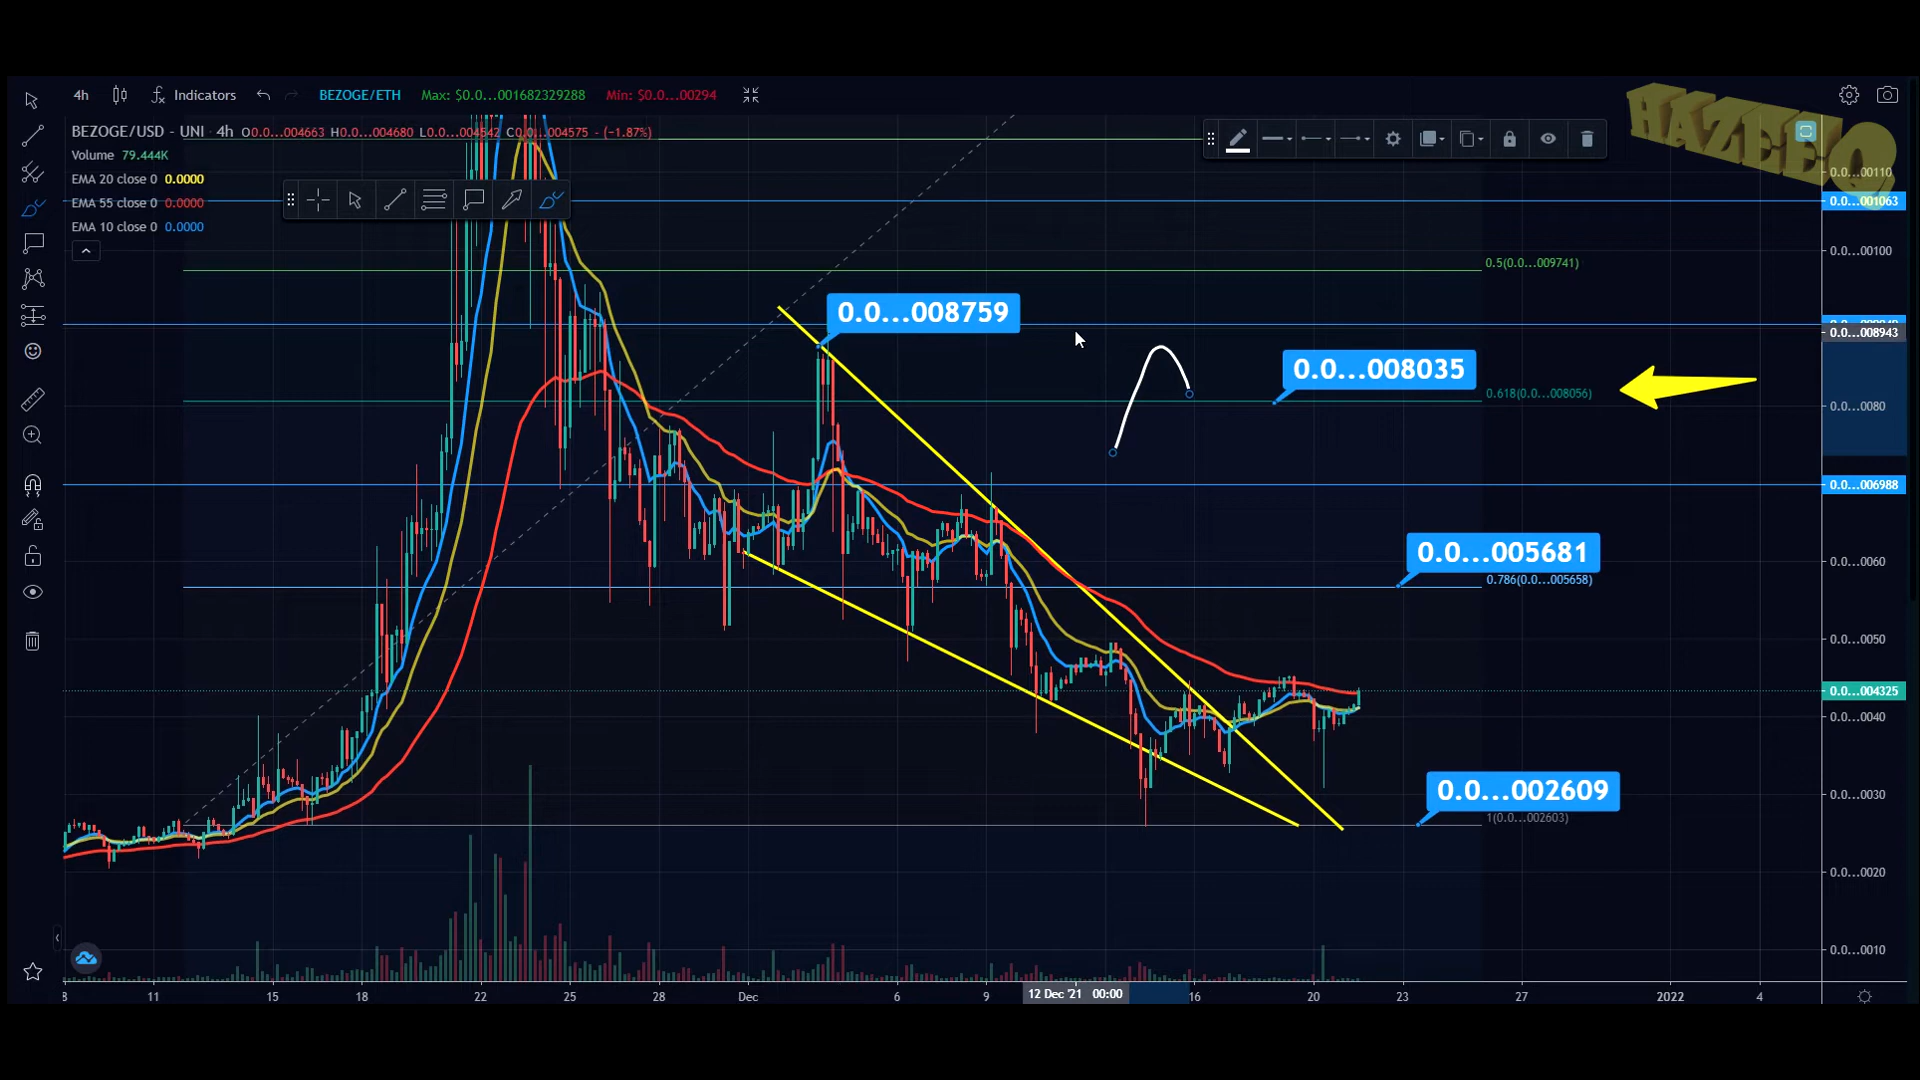 4h Indicators BEZOGE/ETH Max: $0.0...001682329288 Min: $0.0...00294
HAZEEQ
BEZOGE/USD - UNI · 4h O0.0...004663 H0.0...004680 L0.0...004542 C0.0...004575 - (−1.87%)
Volume 79.444K
EMA 20 close 0 0.0000
EMA 55 close 0 0.0000
EMA 10 close 0 0.0000
0.0...00110
0.0...001063
0.0...00100
0.5(0.0...009741)
0.0...008759
0.0...008943
0.0...008035
0.618(0.0...008056)
0.0...0080
0.0...006988
0.0...005681
0.786(0.0...005658)
0.0...0060
0.0...0050
0.0...004325
0.0...0040
0.0...002609
0.0...0030
1(0.0...002603)
0.0...0020
0.0...0010
8 11 15 18 22 25 28 Dec 6 9 12 Dec '21 00:00 16 20 23 27 2022 4